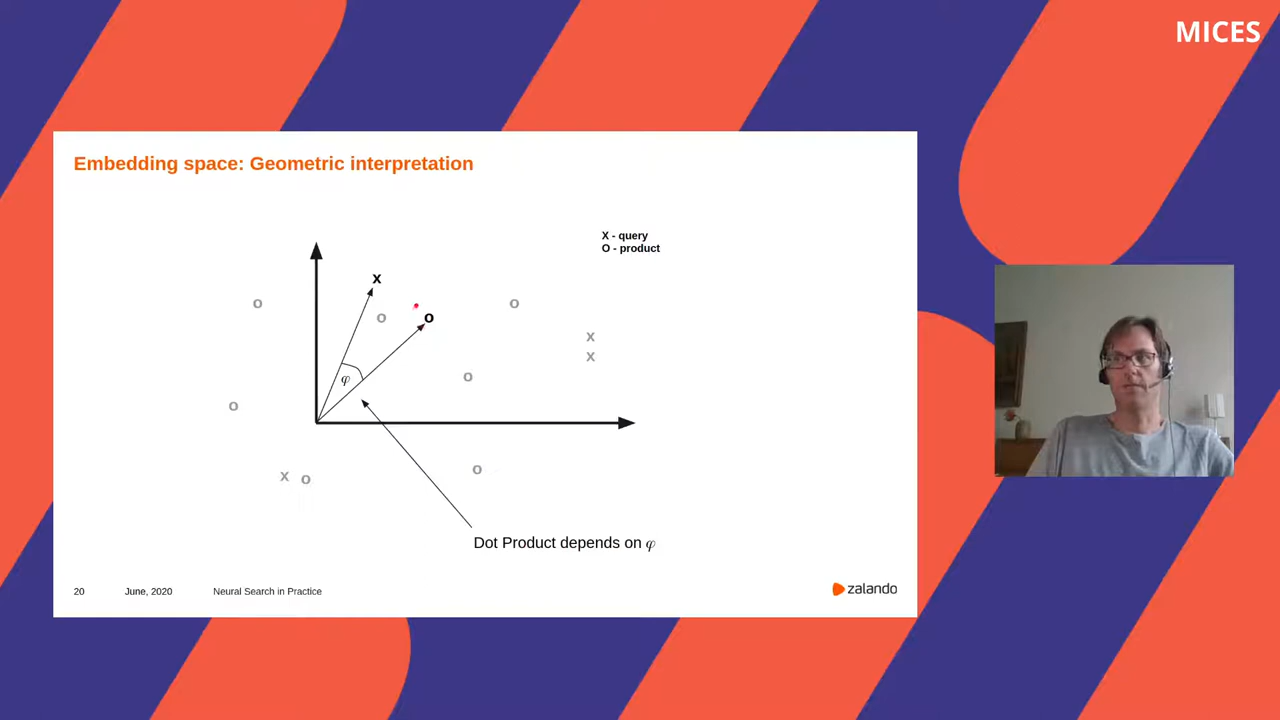 MICES
Embedding space: Geometric interpretation
X - query
O - product
x
o
o
o
o
x
x
o
φ
o
x
o
o
Dot Product depends on φ
20 June, 2020 Neural Search in Practice
zalando